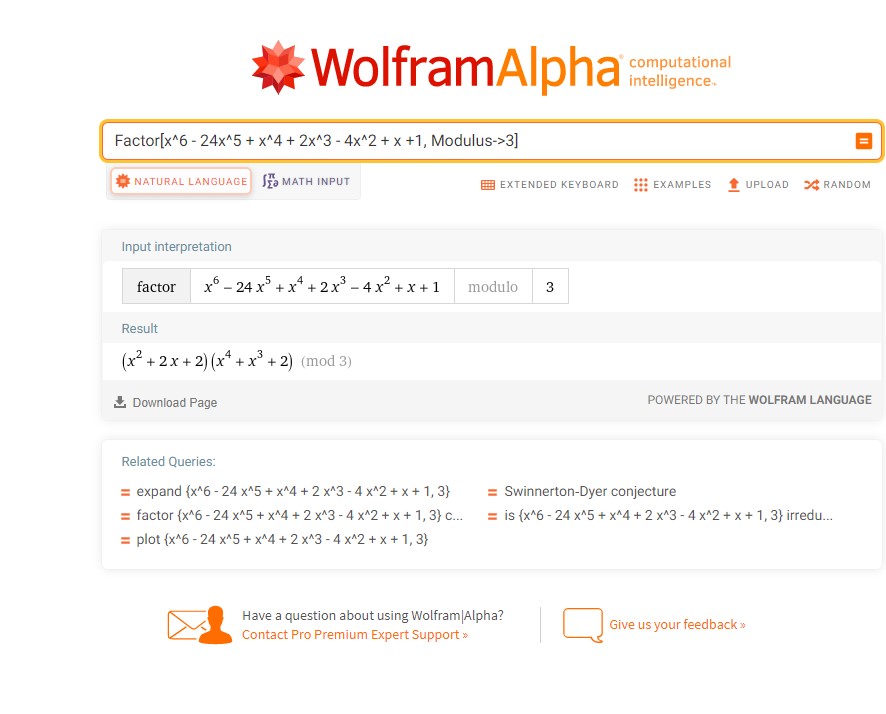 WolframAlpha computational intelligence.
Factor[x^6 - 24x^5 + x^4 + 2x^3 - 4x^2 + x +1, Modulus->3]
NATURAL LANGUAGE MATH INPUT EXTENDED KEYBOARD EXAMPLES UPLOAD RANDOM
Input interpretation
factor x^6 − 24 x^5 + x^4 + 2 x^3 − 4 x^2 + x + 1 modulo 3
Result
(x^2 + 2 x + 2) (x^4 + x^3 + 2) (mod 3)
Download Page POWERED BY THE WOLFRAM LANGUAGE
Related Queries:
= expand {x^6 - 24 x^5 + x^4 + 2 x^3 - 4 x^2 + x + 1, 3} = Swinnerton-Dyer conjecture
= factor {x^6 - 24 x^5 + x^4 + 2 x^3 - 4 x^2 + x + 1, 3} c... = is {x^6 - 24 x^5 + x^4 + 2 x^3 - 4 x^2 + x + 1, 3} irredu...
= plot {x^6 - 24 x^5 + x^4 + 2 x^3 - 4 x^2 + x + 1, 3}
Have a question about using Wolfram|Alpha?
Contact Pro Premium Expert Support » Give us your feedback »